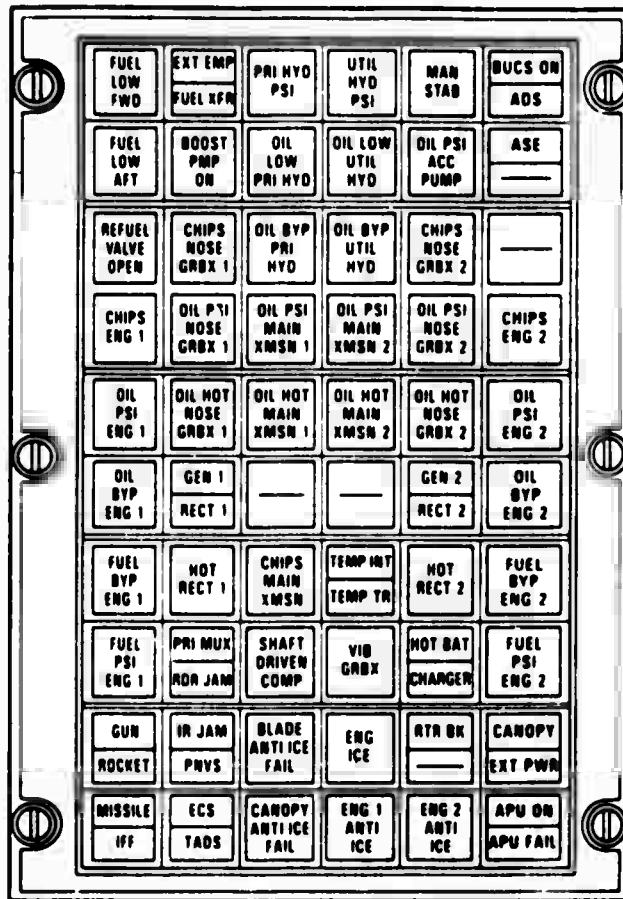 FUEL
LOW
FWD
EXT EMP
FUEL XFR
PRI HYD
PSI
UTIL
HYD
PSI
MAN
STAB
BUCS ON
ADS
FUEL
LOW
AFT
BOOST
PMP
ON
OIL
LOW
PRI HYD
OIL LOW
UTIL
HYD
OIL PSI
ACC
PUMP
ASE
REFUEL
VALVE
OPEN
CHIPS
NOSE
GRBX 1
OIL BYP
PRI
HYD
OIL BYP
UTIL
HYD
CHIPS
NOSE
GRBX 2
CHIPS
ENG 1
OIL PSI
NOSE
GRBX 1
OIL PSI
MAIN
XMSN 1
OIL PSI
MAIN
XMSN 2
OIL PSI
NOSE
GRBX 2
CHIPS
ENG 2
OIL
PSI
ENG 1
OIL HOT
NOSE
GRBX 1
OIL HOT
MAIN
XMSN 1
OIL HOT
MAIN
XMSN 2
OIL HOT
NOSE
GRBX 2
OIL
PSI
ENG 2
OIL
BYP
ENG 1
GEN 1
RECT 1
GEN 2
RECT 2
OIL
BYP
ENG 2
FUEL
BYP
ENG 1
HOT
RECT 1
CHIPS
MAIN
XMSN
TEMP INT
TEMP TR
HOT
RECT 2
FUEL
BYP
ENG 2
FUEL
PSI
ENG 1
PRI MUX
RDR JAM
SHAFT
DRIVEN
COMP
VIB
GRBX
HOT BAT
CHARGER
FUEL
PSI
ENG 2
GUN
ROCKET
IR JAM
PNVS
BLADE
ANTI ICE
FAIL
ENG
ICE
RTR BK
CANOPY
EXT PWR
MISSILE
IFF
ECS
TADS
CANOPY
ANTI ICE
FAIL
ENG 1
ANTI
ICE
ENG 2
ANTI
ICE
APU ON
APU FAIL